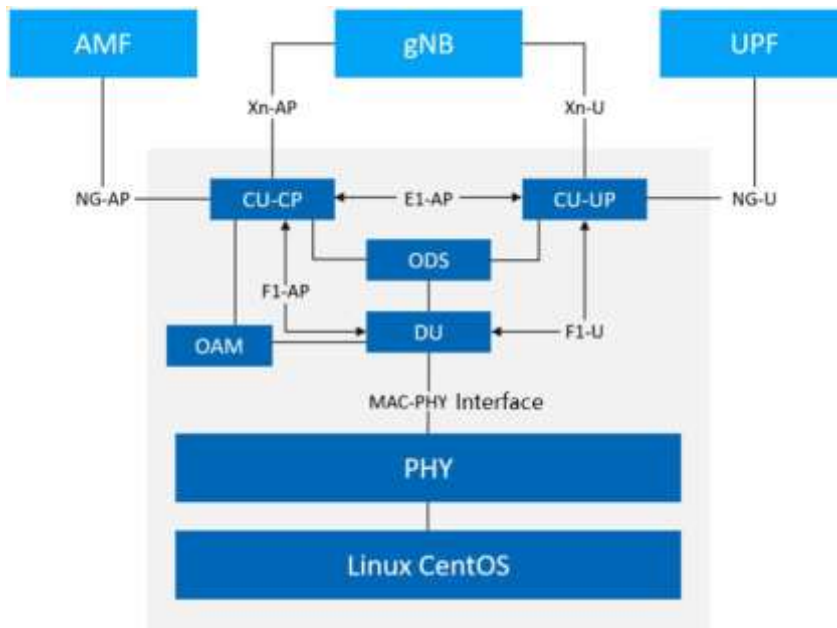 AMF
gNB
UPF
Xn-AP
Xn-U
NG-AP
CU-CP
E1-AP
CU-UP
NG-U
ODS
F1-AP
OAM
DU
F1-U
MAC-PHY Interface
PHY
Linux CentOS